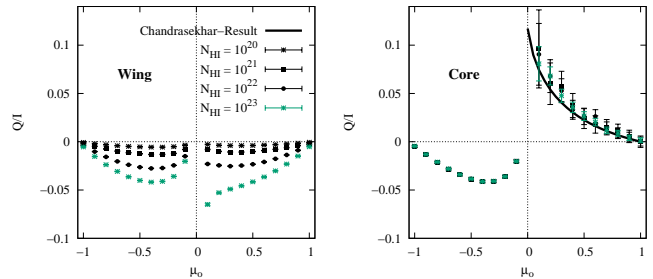 0.1
0.05
0
−0.05
−0.1
Q/I
−1
−0.5
0
0.5
1
μo
Wing
Chandrasekhar−Result
NHI = 10^20
NHI = 10^21
NHI = 10^22
NHI = 10^23
0.1
0.05
0
−0.05
−0.1
Q/I
−1
−0.5
0
0.5
1
μo
Core